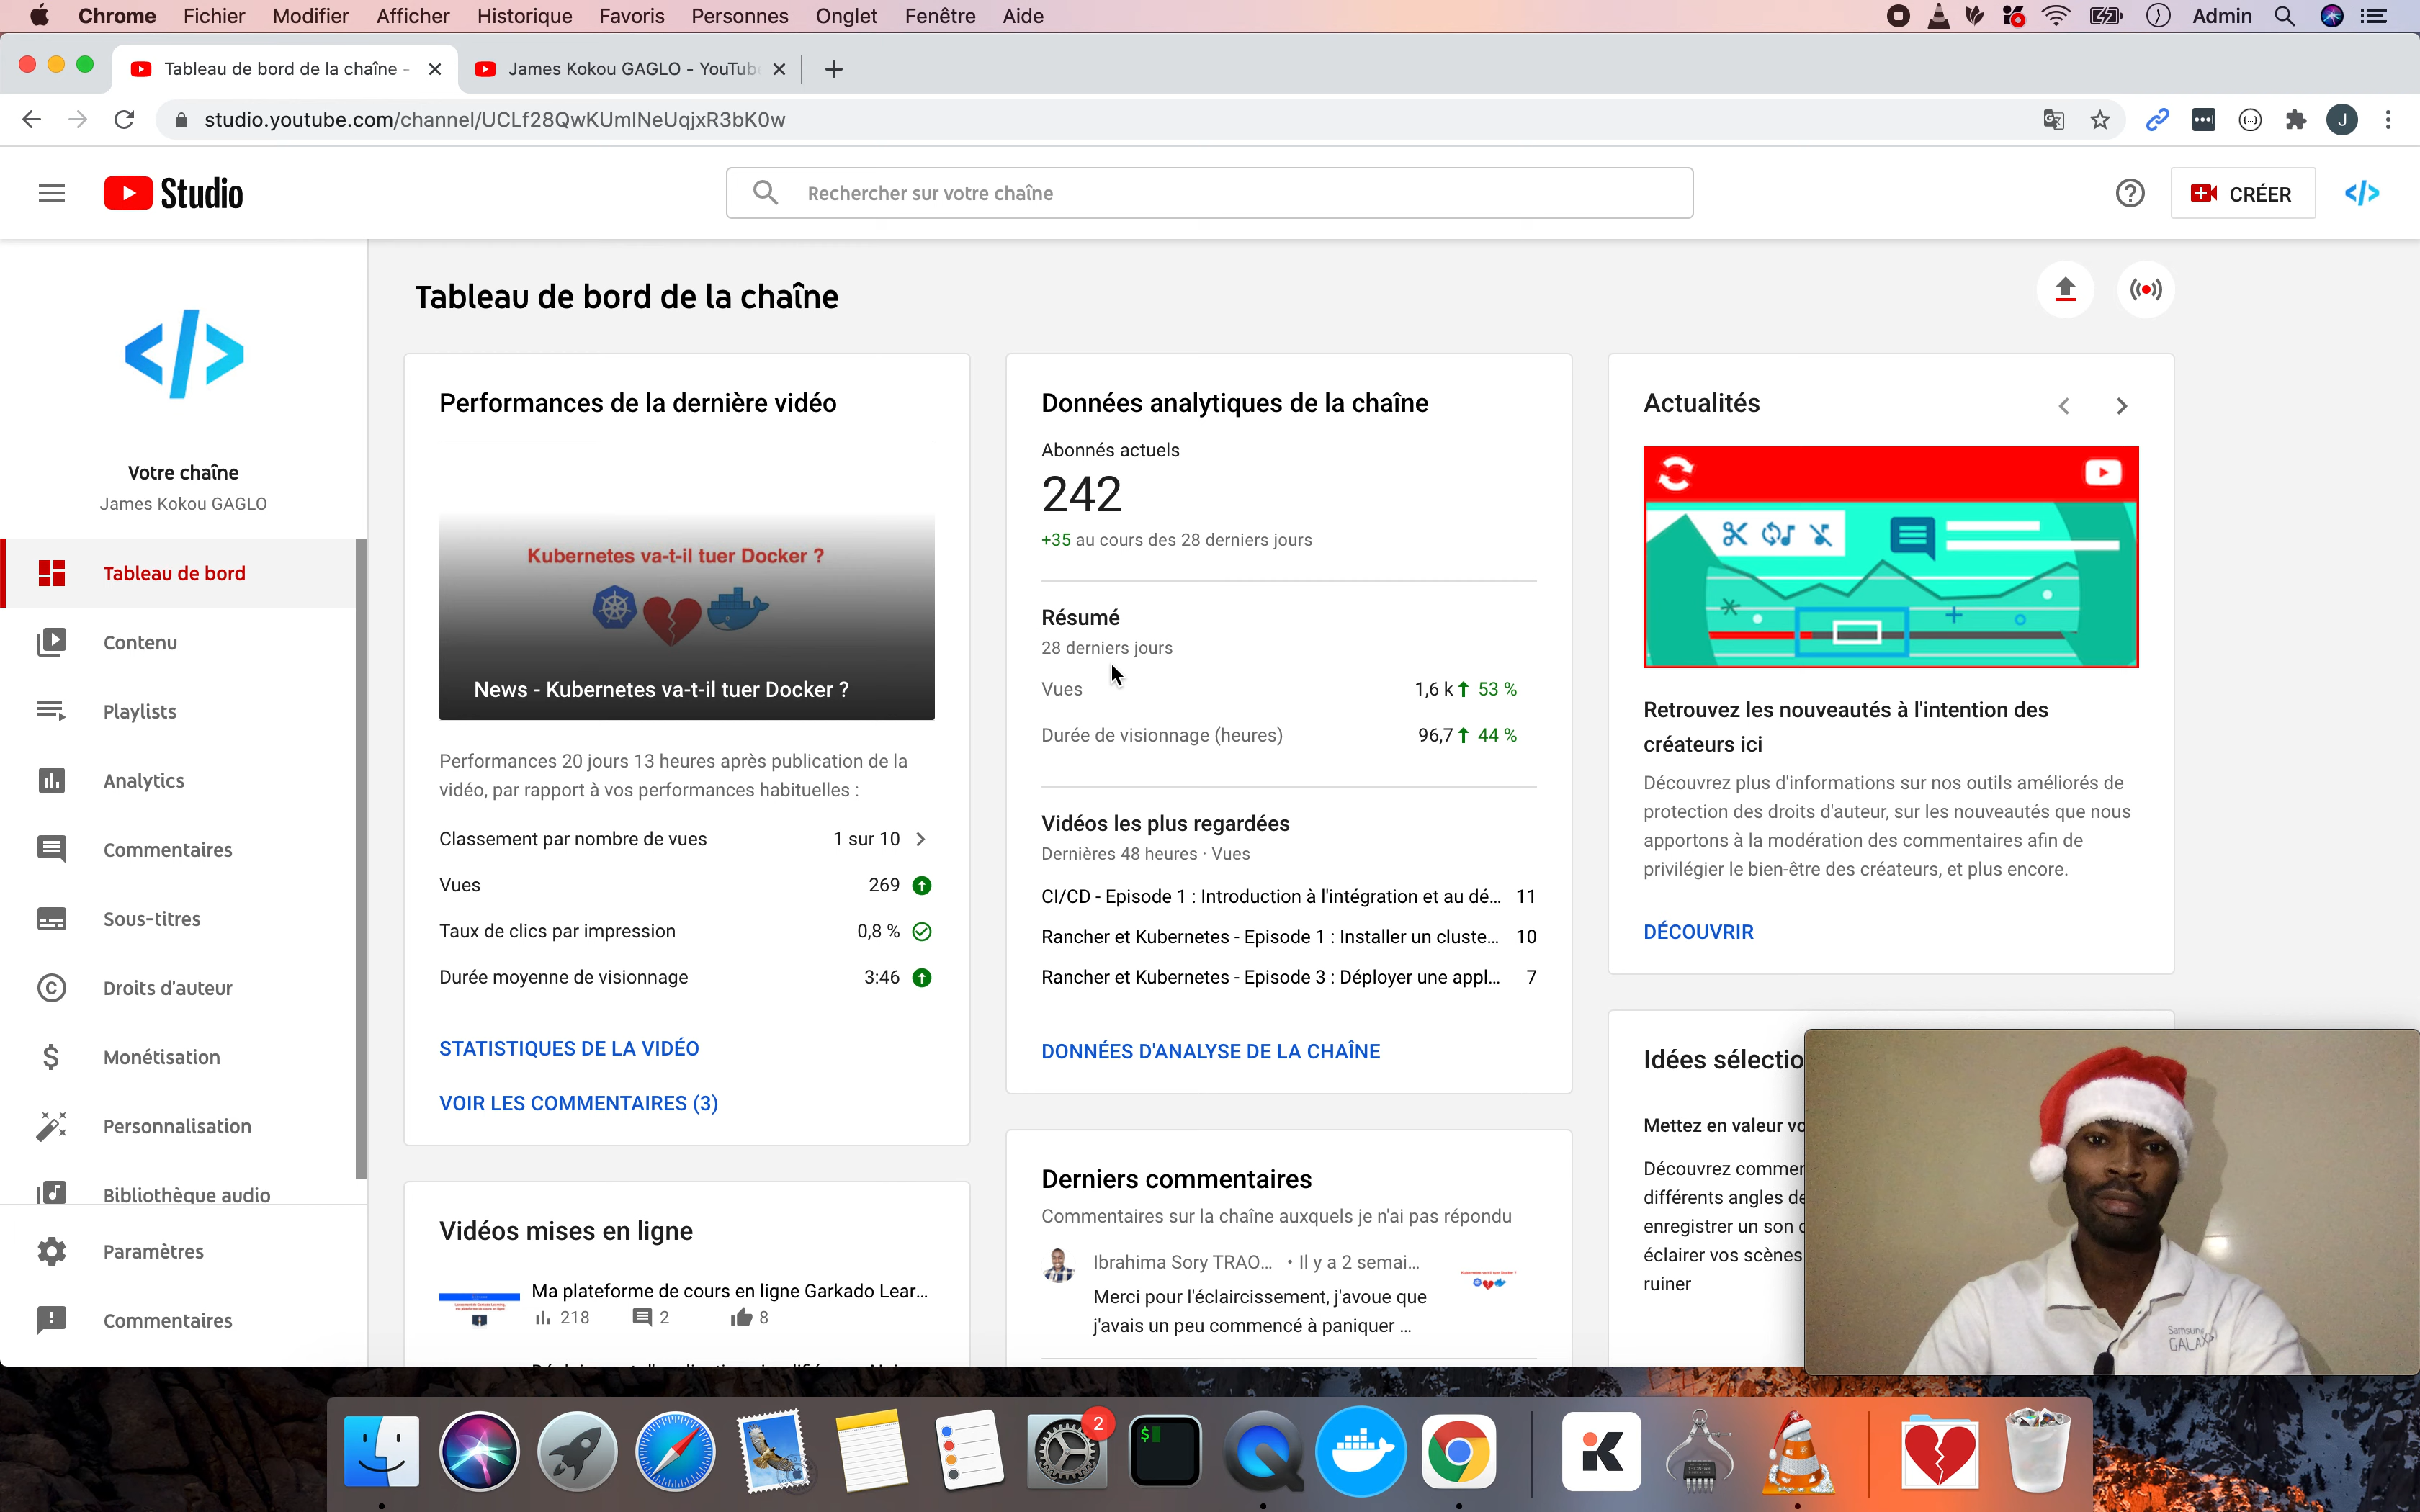 Chrome Fichier Modifier Afficher Historique Favoris Personnes Onglet Fenêtre Aide Admin
Tableau de bord de la chaîne - James Kokou GAGLO - YouTub
studio.youtube.com/channel/UCLf28QwKUmINeUqjxR3bK0w J
Studio Rechercher sur votre chaîne CRÉER
Votre chaîne
James Kokou GAGLO
Tableau de bord
Contenu
Playlists
Analytics
Commentaires
Sous-titres
Droits d'auteur
Monétisation
Personnalisation
Bibliothèque audio
Paramètres
Commentaires
Tableau de bord de la chaîne
Performances de la dernière vidéo
Kubernetes va-t-il tuer Docker ?
News - Kubernetes va-t-il tuer Docker ?
Performances 20 jours 13 heures après publication de la
vidéo, par rapport à vos performances habituelles :
Classement par nombre de vues 1 sur 10
Vues 269
Taux de clics par impression 0,8 %
Durée moyenne de visionnage 3:46
STATISTIQUES DE LA VIDÉO
VOIR LES COMMENTAIRES (3)
Vidéos mises en ligne
Ma plateforme de cours en ligne Garkado Lear...
218 2 8
Données analytiques de la chaîne
Abonnés actuels
242
+35 au cours des 28 derniers jours
Résumé
28 derniers jours
Vues 1,6 k 53 %
Durée de visionnage (heures) 96,7 44 %
Vidéos les plus regardées
Dernières 48 heures · Vues
CI/CD - Episode 1 : Introduction à l'intégration et au dé... 11
Rancher et Kubernetes - Episode 1 : Installer un cluste... 10
Rancher et Kubernetes - Episode 3 : Déployer une appl... 7
DONNÉES D'ANALYSE DE LA CHAÎNE
Derniers commentaires
Commentaires sur la chaîne auxquels je n'ai pas répondu
Ibrahima Sory TRAO... • Il y a 2 semai...
Merci pour l'éclaircissement, j'avoue que
j'avais un peu commencé à paniquer ...
Actualités
Retrouvez les nouveautés à l'intention des
créateurs ici
Découvrez plus d'informations sur nos outils améliorés de
protection des droits d'auteur, sur les nouveautés que nous
apportons à la modération des commentaires afin de
privilégier le bien-être des créateurs, et plus encore.
DÉCOUVRIR
Idées sélectio
Mettez en valeur vo
Découvrez commen
différents angles de
enregistrer un son
éclairer vos scènes
ruiner
Samsung
GALAXY
2